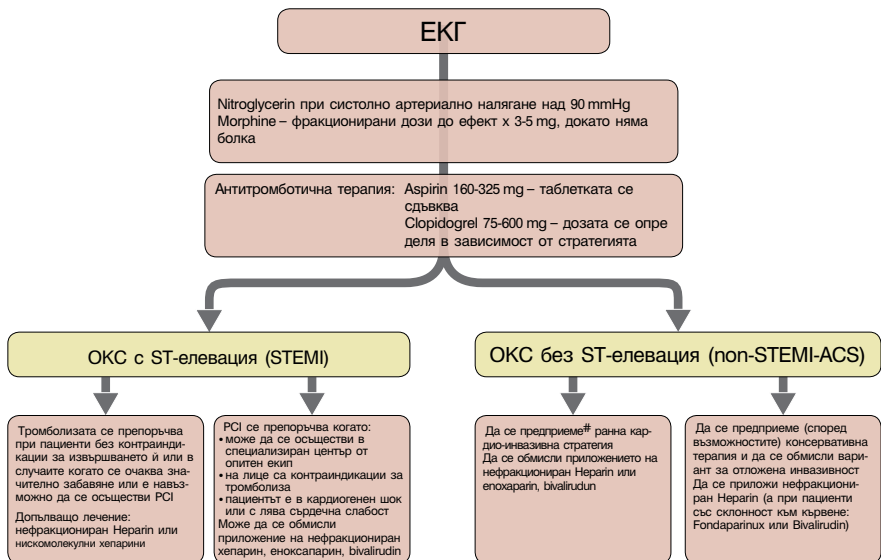 ЕКГ
Nitroglycerin при систолно артериално налягане над 90 mmHg
Morphine – фракционирани дози до ефект x 3-5 mg, докато няма
болка
Антитромботична терапия: Aspirin 160-325 mg – таблетката се
сдъвква
Clopidogrel 75-600 mg – дозата се опре
деля в зависимост от стратегията
ОКС с ST-елевация (STEMI)
ОКС без ST-елевация (non-STEMI-ACS)
Тромболизата се препоръчва
при пациенти без контраинди-
кации за извършването ѝ или в
случаите когато се очаква зна-
чително забавяне или е невъз-
можно да се осъществи PCI
Допълващо лечение:
нефракциониран Heparin или
нискомолекулни хепарини
PCI се препоръчва когато:
• може да се осъществи в
специализиран център от
опитен екип
• на лице са контраиндикации за
тромболиза
• пациентът е в кардиогенен шок
или с лява сърдечна слабост
Може да се обмисли
приложение на нефракциониран
хепарин, еноксапарин, bivalirudin
Да се предприеме# ранна кар-
дио-инвазивна стратегия
Да се обмисли приложението на
нефракциониран Heparin или
enoxaparin, bivalirudun
Да се предприеме (според
възможностите) консервативна
терапия и да се обмисли вари-
ант за отложена инвазивност
Да се приложи нефракциони-
ран Heparin (а при пациенти
със склонност към кървене:
Fondaparinux или Bivalirudin)